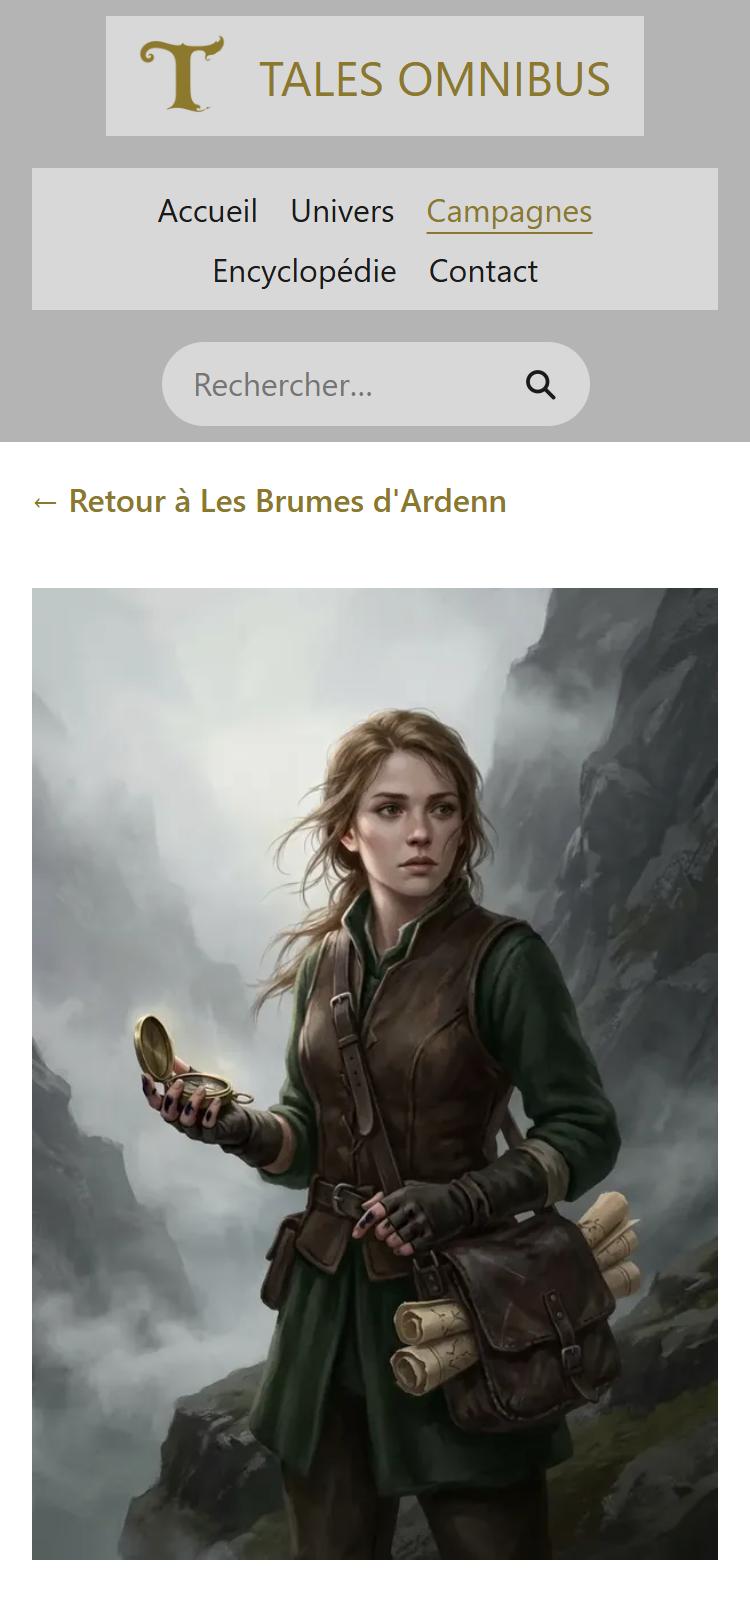 T TALES OMNIBUS
Accueil Univers Campagnes
Encyclopédie Contact
Rechercher...
← Retour à Les Brumes d'Ardenn